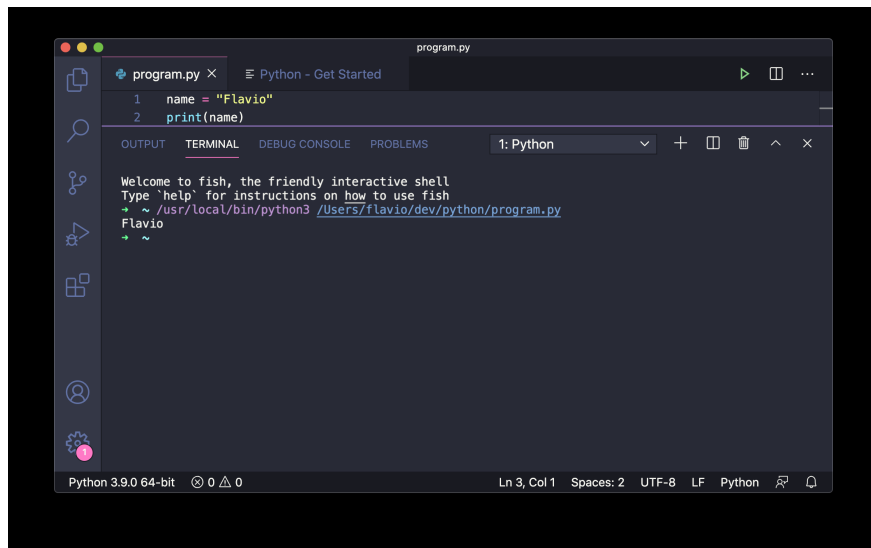 program.py
program.py Python - Get Started
1 name = "Flavio"
2 print(name)
OUTPUT TERMINAL DEBUG CONSOLE PROBLEMS 1: Python
Welcome to fish, the friendly interactive shell
Type `help` for instructions on how to use fish
➜ ~ /usr/local/bin/python3 /Users/flavio/dev/python/program.py
Flavio
➜ ~
1
Python 3.9.0 64-bit 0 0 Ln 3, Col 1 Spaces: 2 UTF-8 LF Python